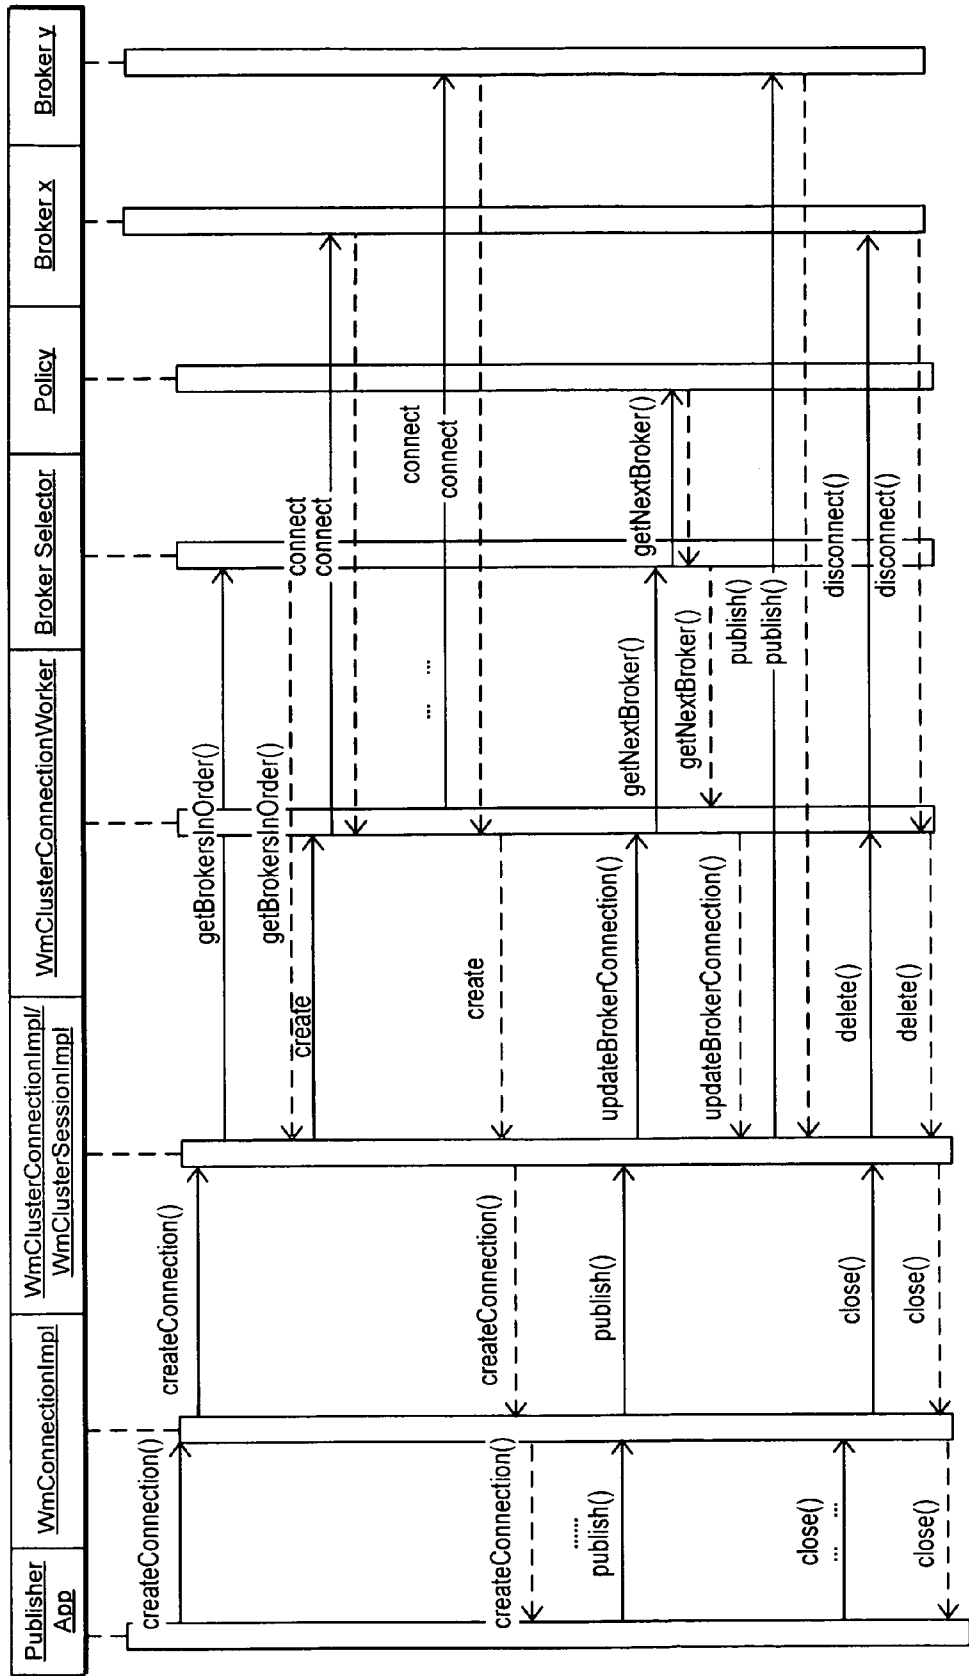 Publisher
App
WmConnectionImpl
WmClusterConnectionImpl/
WmClusterSessionImpl
WmClusterConnectionWorker
Broker Selector
Policy
Broker x
Broker y
createConnection()
createConnection()
getBrokersInOrder()
getBrokersInOrder()
create
connect
connect
... ...
connect
connect
create
createConnection()
createConnection()
......
publish()
publish()
updateBrokerConnection()
getNextBroker()
getNextBroker()
getNextBroker()
updateBrokerConnection()
publish()
publish()
close()
... ...
close()
delete()
disconnect()
disconnect()
delete()
close()
close()